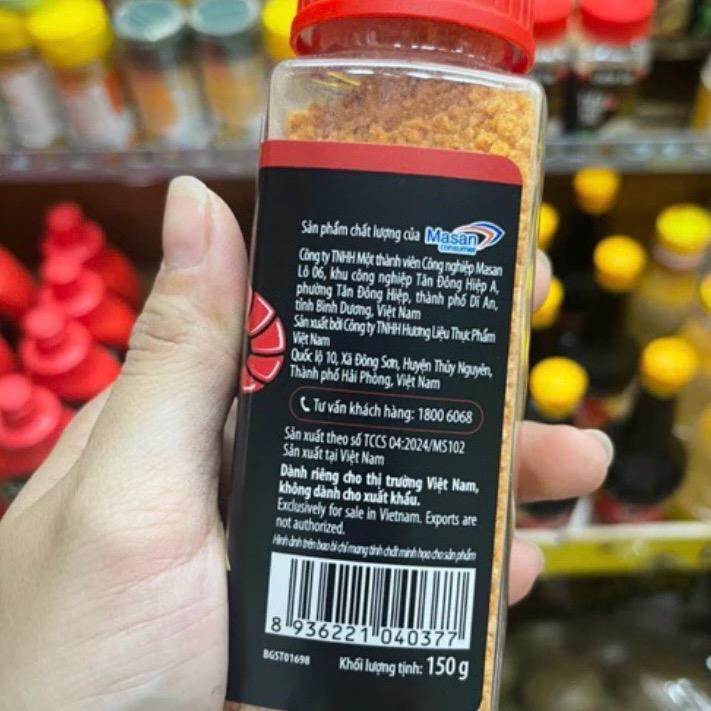 Sản phẩm chất lượng của Masan
CONSUMER
Công ty TNHH Một thành viên Công nghiệp Masan
Lô 06, khu công nghiệp Tân Đông Hiệp A,
phường Tân Đông Hiệp, thành phố Dĩ An,
tỉnh Bình Dương, Việt Nam
Sản xuất bởi Công ty TNHH Hương Liệu Thực Phẩm
Việt Nam
Quốc lộ 10, Xã Đông Sơn, Huyện Thủy Nguyên,
Thành phố Hải Phòng, Việt Nam
Tư vấn khách hàng: 1800 6068
Sản xuất theo số TCCS 04:2024/MS102
Sản xuất tại Việt Nam
Dành riêng cho thị trường Việt Nam,
không dành cho xuất khẩu.
Exclusively for sale in Vietnam. Exports are
not authorized.
Hình ảnh trên bao bì chỉ mang tính chất minh họa cho sản phẩm
8 936221 040377
BGST01698 Khối lượng tịnh: 150 g